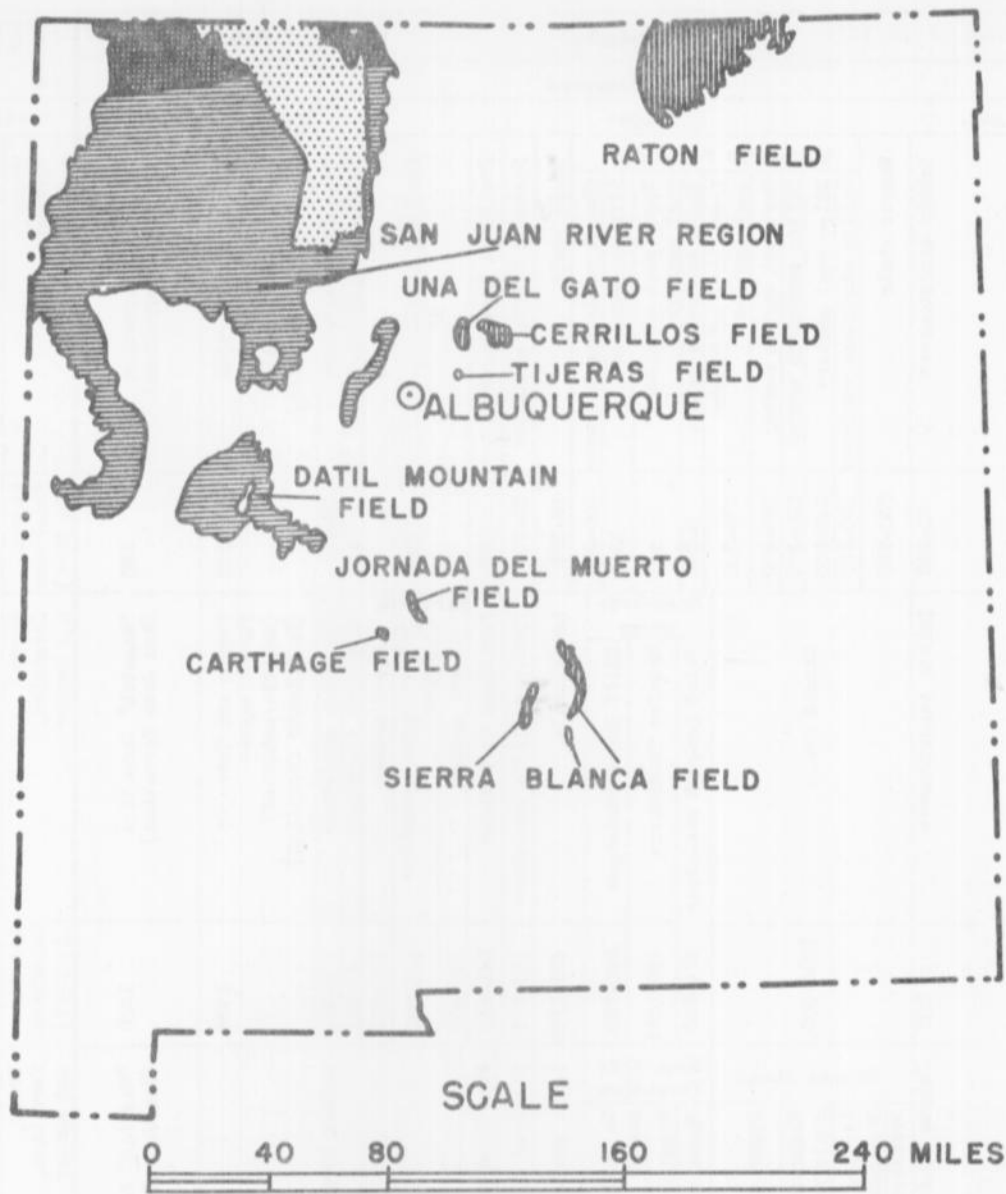 RATON FIELD
SAN JUAN RIVER REGION
UNA DEL GATO FIELD
CERRILLOS FIELD
TIJERAS FIELD
ALBUQUERQUE
DATIL MOUNTAIN
FIELD
JORNADA DEL MUERTO
FIELD
CARTHAGE FIELD
SIERRA BLANCA FIELD
SCALE
0 40 80 160 240 MILES